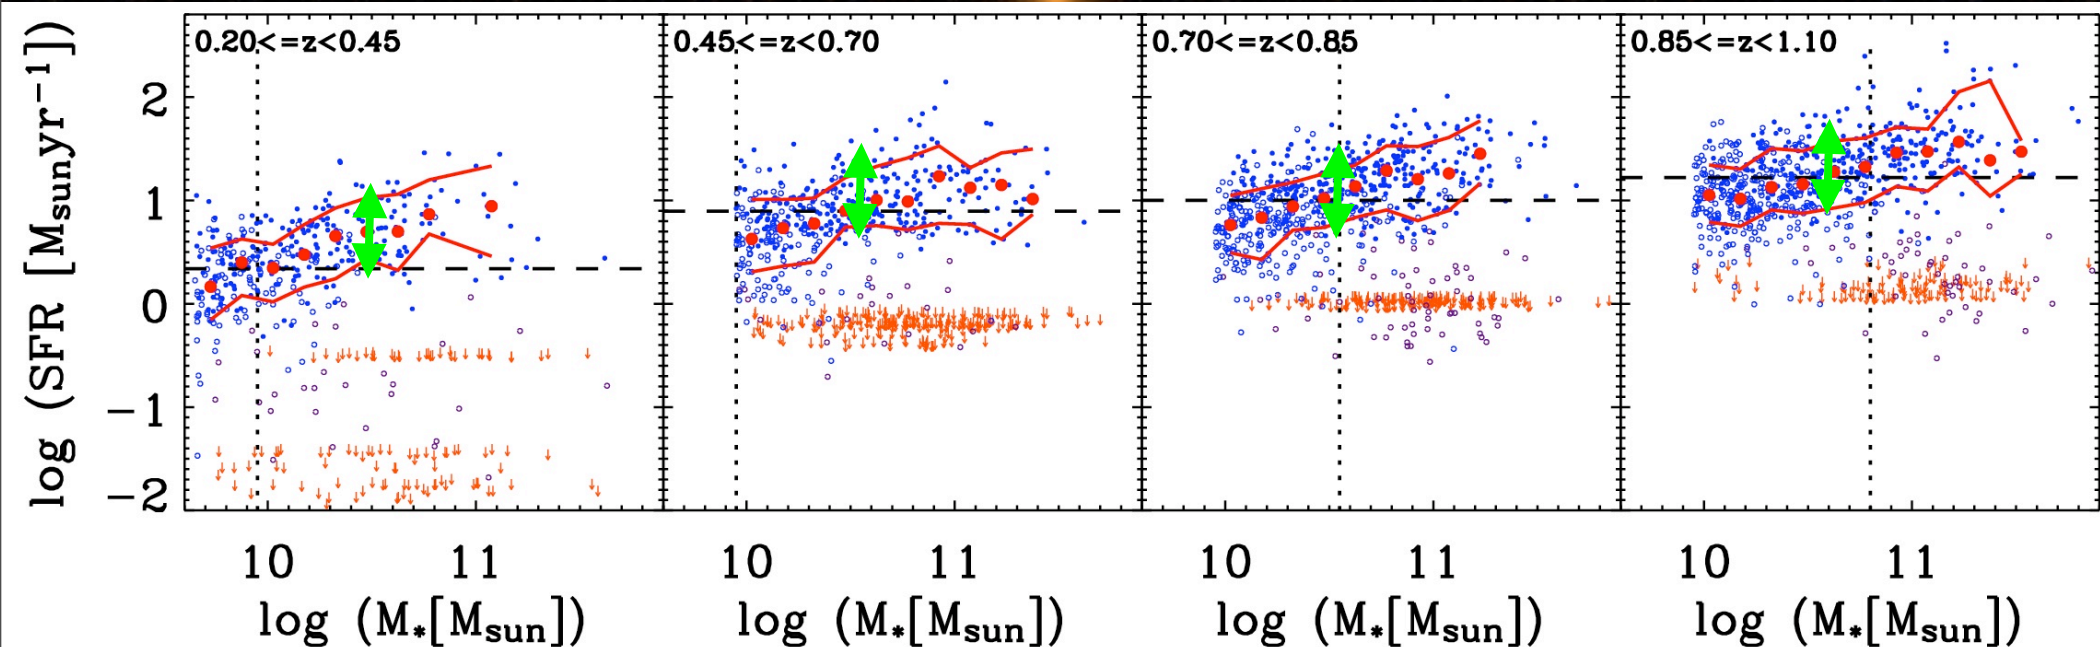 0.20<=z<0.45 0.45<=z<0.70 0.70<=z<0.85 0.85<=z<1.10
log (SFR [Msunyr−1])
2
1
0
−1
−2
10 11 10 11 10 11 10 11
log (M*[Msun]) log (M*[Msun]) log (M*[Msun]) log (M*[Msun])